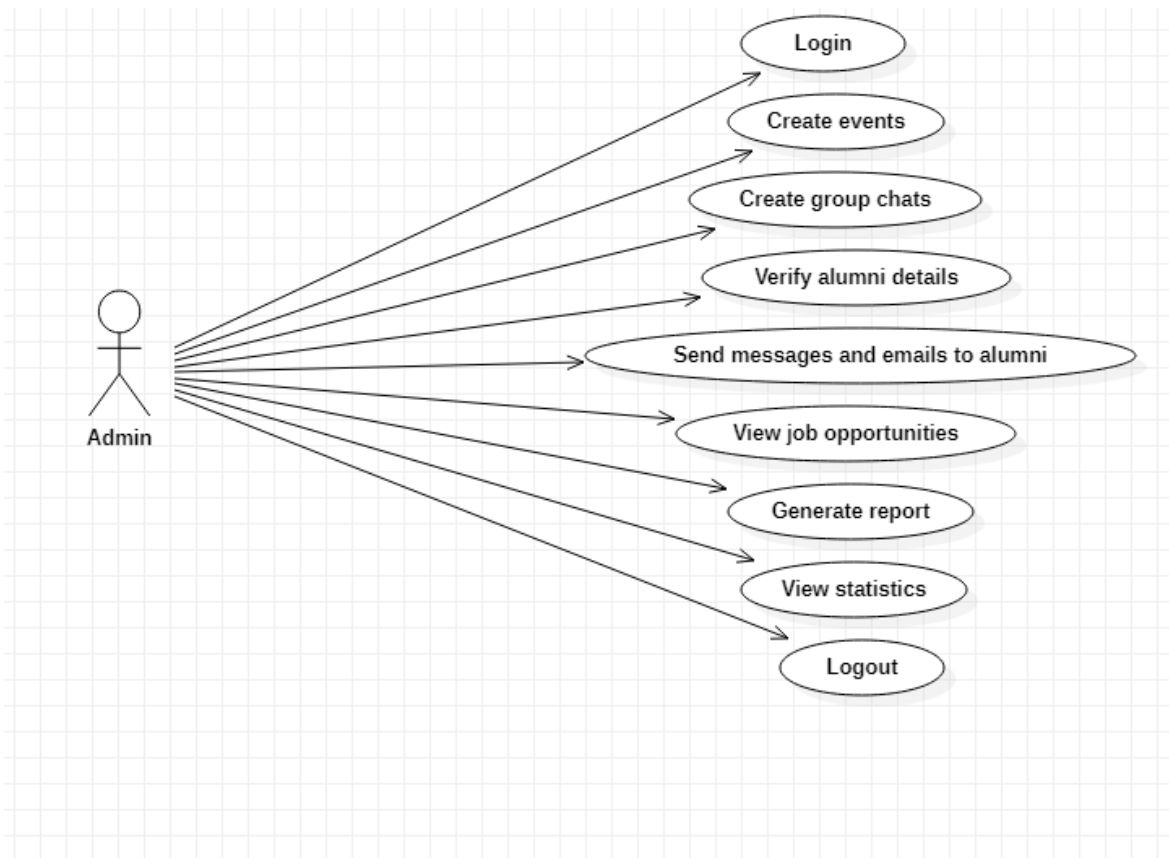 Login
Create events
Create group chats
Verify alumni details
Send messages and emails to alumni
Admin
View job opportunities
Generate report
View statistics
Logout